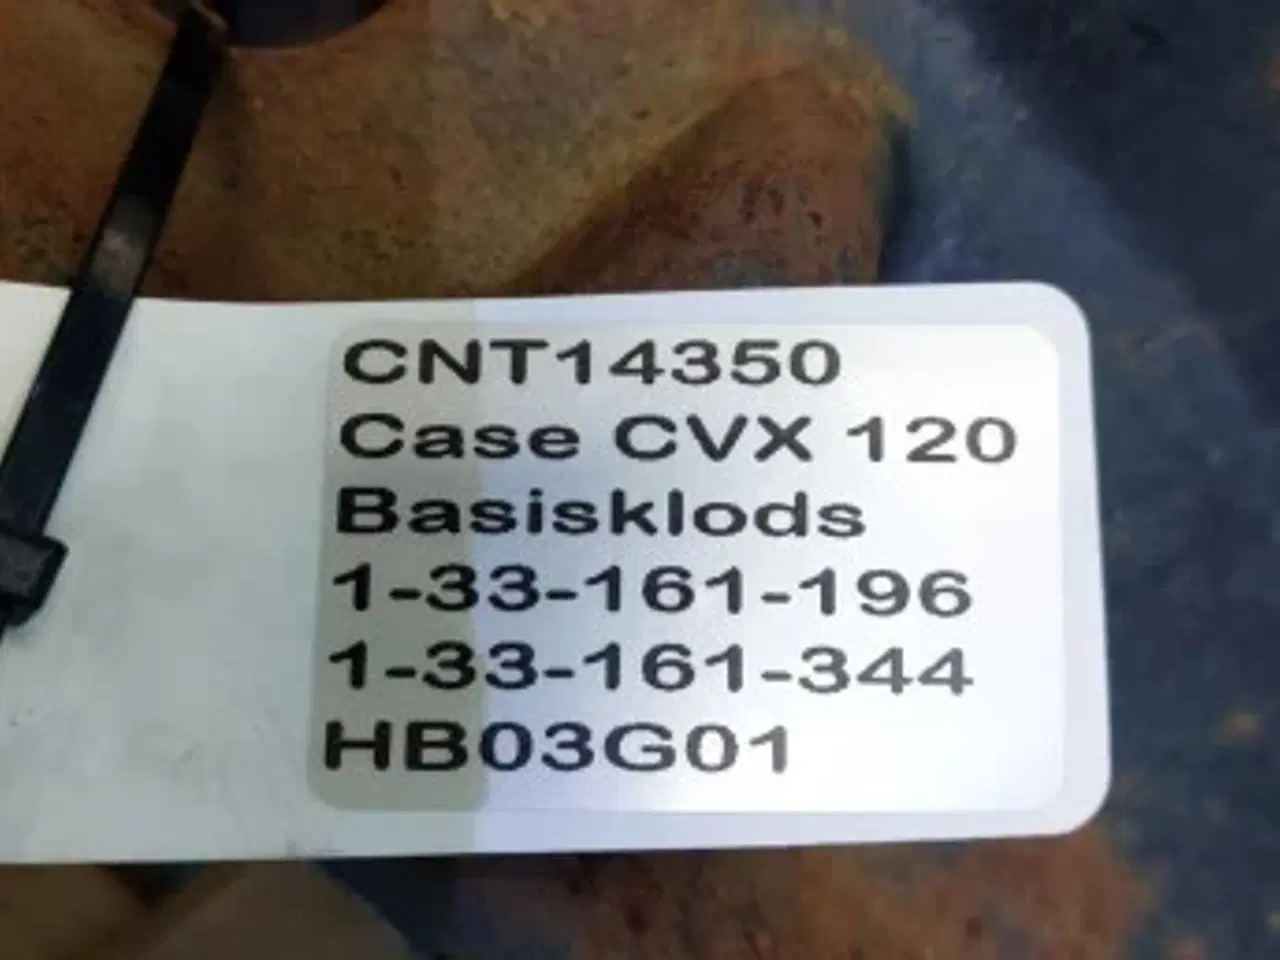 CNT14350
Case CVX 120
Basisklods
1-33-161-196
1-33-161-344
HB03G01